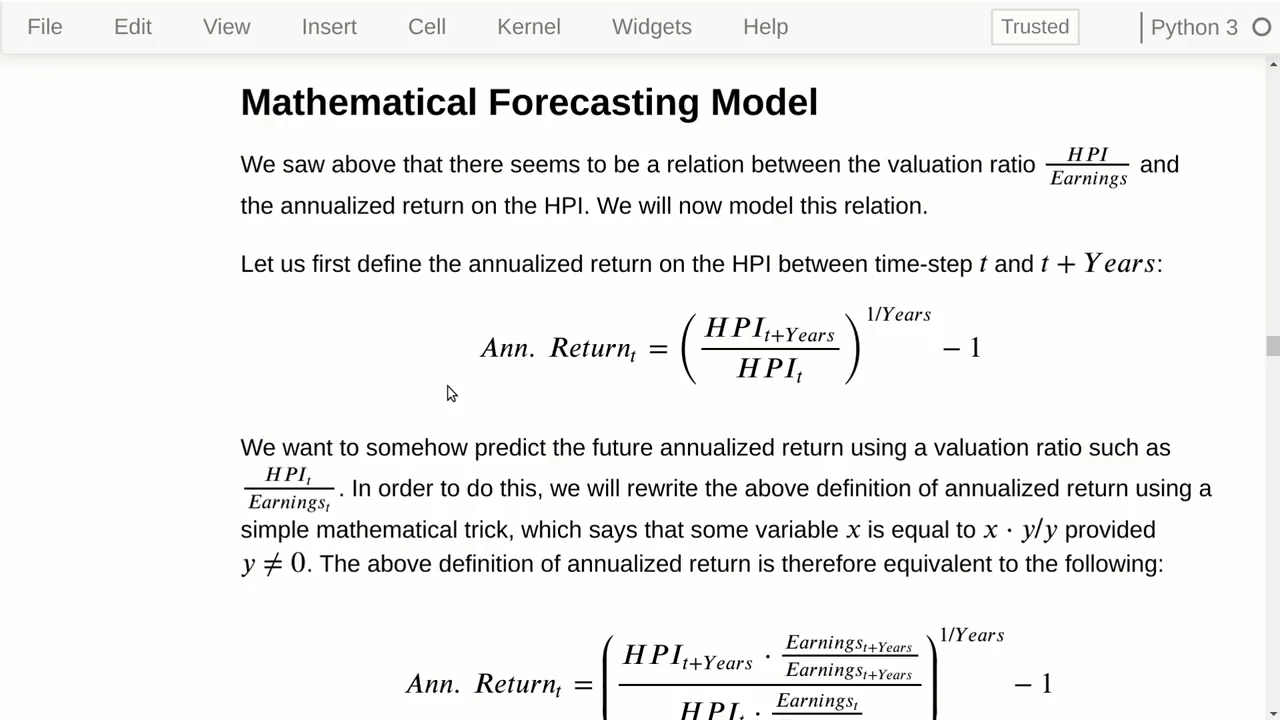 File Edit View Insert Cell Kernel Widgets Help Trusted Python 3
Mathematical Forecasting Model
We saw above that there seems to be a relation between the valuation ratio HPI/Earnings and
the annualized return on the HPI. We will now model this relation.
Let us first define the annualized return on the HPI between time-step t and t + Years:
Ann. Return_t = (HPI_{t+Years} / HPI_t)^{1/Years} − 1
We want to somehow predict the future annualized return using a valuation ratio such as
HPI_t/Earnings_t. In order to do this, we will rewrite the above definition of annualized return using a
simple mathematical trick, which says that some variable x is equal to x · y/y provided
y ≠ 0. The above definition of annualized return is therefore equivalent to the following:
Ann. Return_t = (HPI_{t+Years} · Earnings_{t+Years}/Earnings_{t+Years} / HPI_t · Earnings_t)^{1/Years} − 1